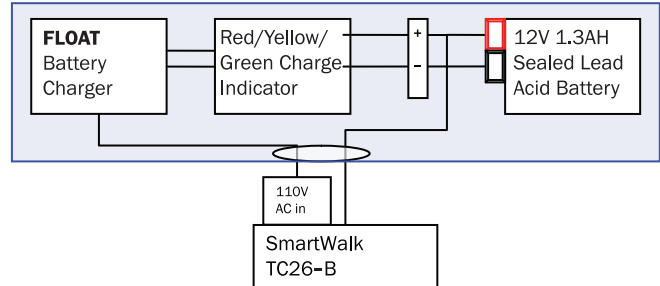 FLOAT
Battery
Charger
Red/Yellow/
Green Charge
Indicator
+
–
12V 1.3AH
Sealed Lead
Acid Battery
110V
AC in
SmartWalk
TC26-B